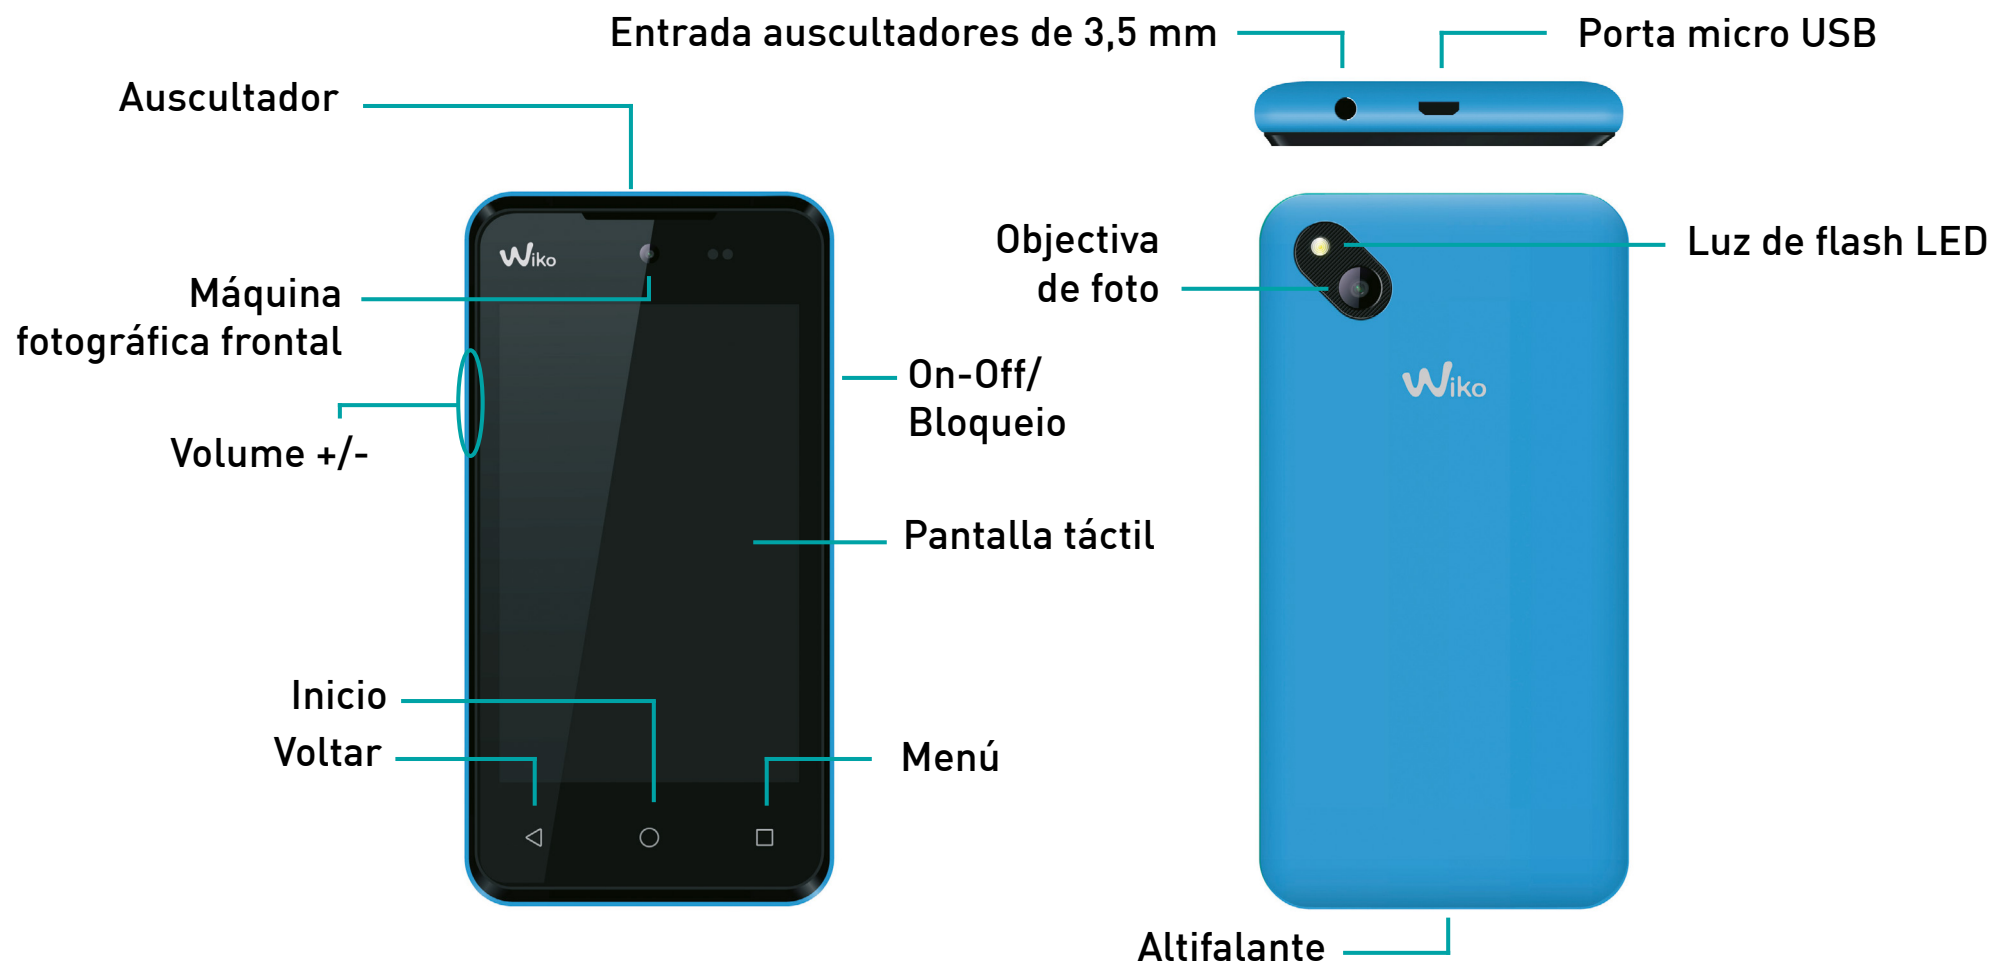 Entrada auscultadores de 3,5 mm
Porta micro USB
Auscultador
Wiko
Máquina
fotográfica frontal
Volume +/-
On-Off/
Bloqueio
Pantalla táctil
Inicio
Voltar
Menú
Objectiva
de foto
Luz de flash LED
Wiko
Altifalante